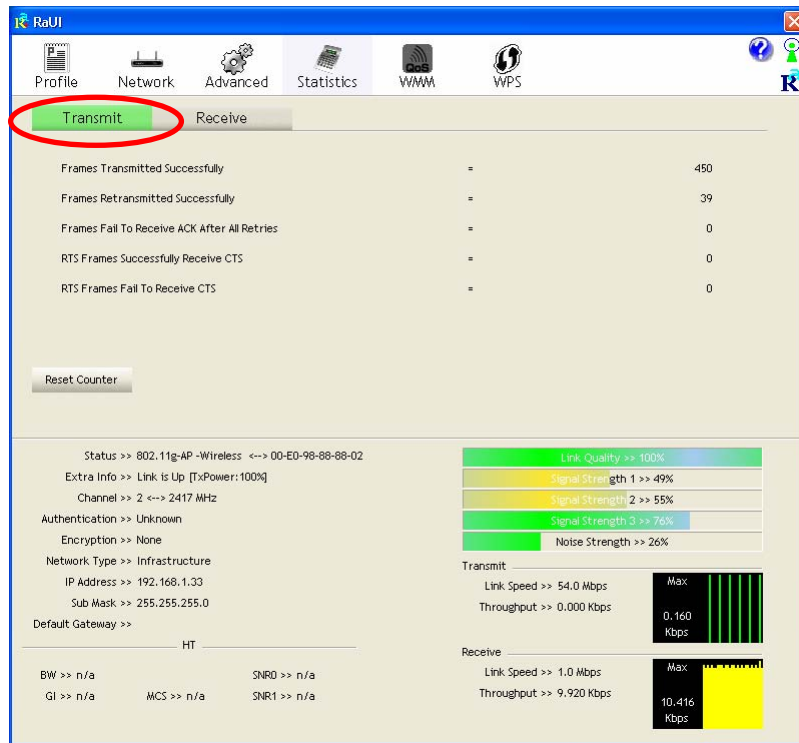 RaUI
Profile Network Advanced Statistics QoS WMM WPS
Transmit Receive
Frames Transmitted Successfully = 450
Frames Retransmitted Successfully = 39
Frames Fail To Receive ACK After All Retries = 0
RTS Frames Successfully Receive CTS = 0
RTS Frames Fail To Receive CTS = 0
Reset Counter
Status >> 802.11g-AP -Wireless <--> 00-E0-98-88-88-02
Extra Info >> Link is Up [TxPower:100%]
Channel >> 2 <--> 2417 MHz
Authentication >> Unknown
Encryption >> None
Network Type >> Infrastructure
IP Address >> 192.168.1.33
Sub Mask >> 255.255.255.0
Default Gateway >>
HT
BW >> n/a SNR0 >> n/a
GI >> n/a MCS >> n/a SNR1 >> n/a
Link Quality >> 100%
Signal Strength 1 >> 49%
Signal Strength 2 >> 55%
Signal Strength 3 >> 76%
Noise Strength >> 26%
Transmit
Link Speed >> 54.0 Mbps
Throughput >> 0.000 Kbps
Max
0.160
Kbps
Receive
Link Speed >> 1.0 Mbps
Throughput >> 9.920 Kbps
Max
10.416
Kbps